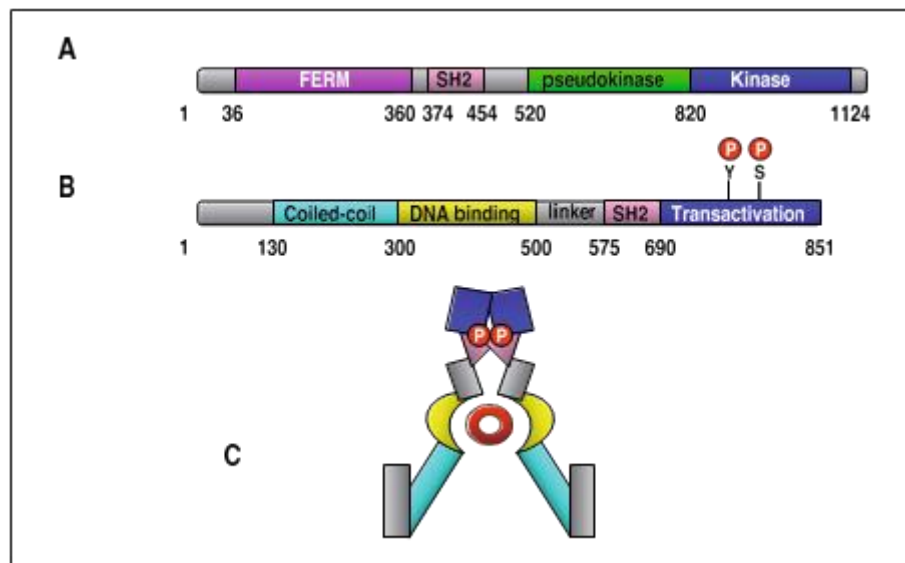 A
FERM SH2 pseudokinase Kinase
1 36 360 374 454 520 820 1124
P P
Y S
B
Coiled-coil DNA binding linker SH2 Transactivation
1 130 300 500 575 690 851
P P
C